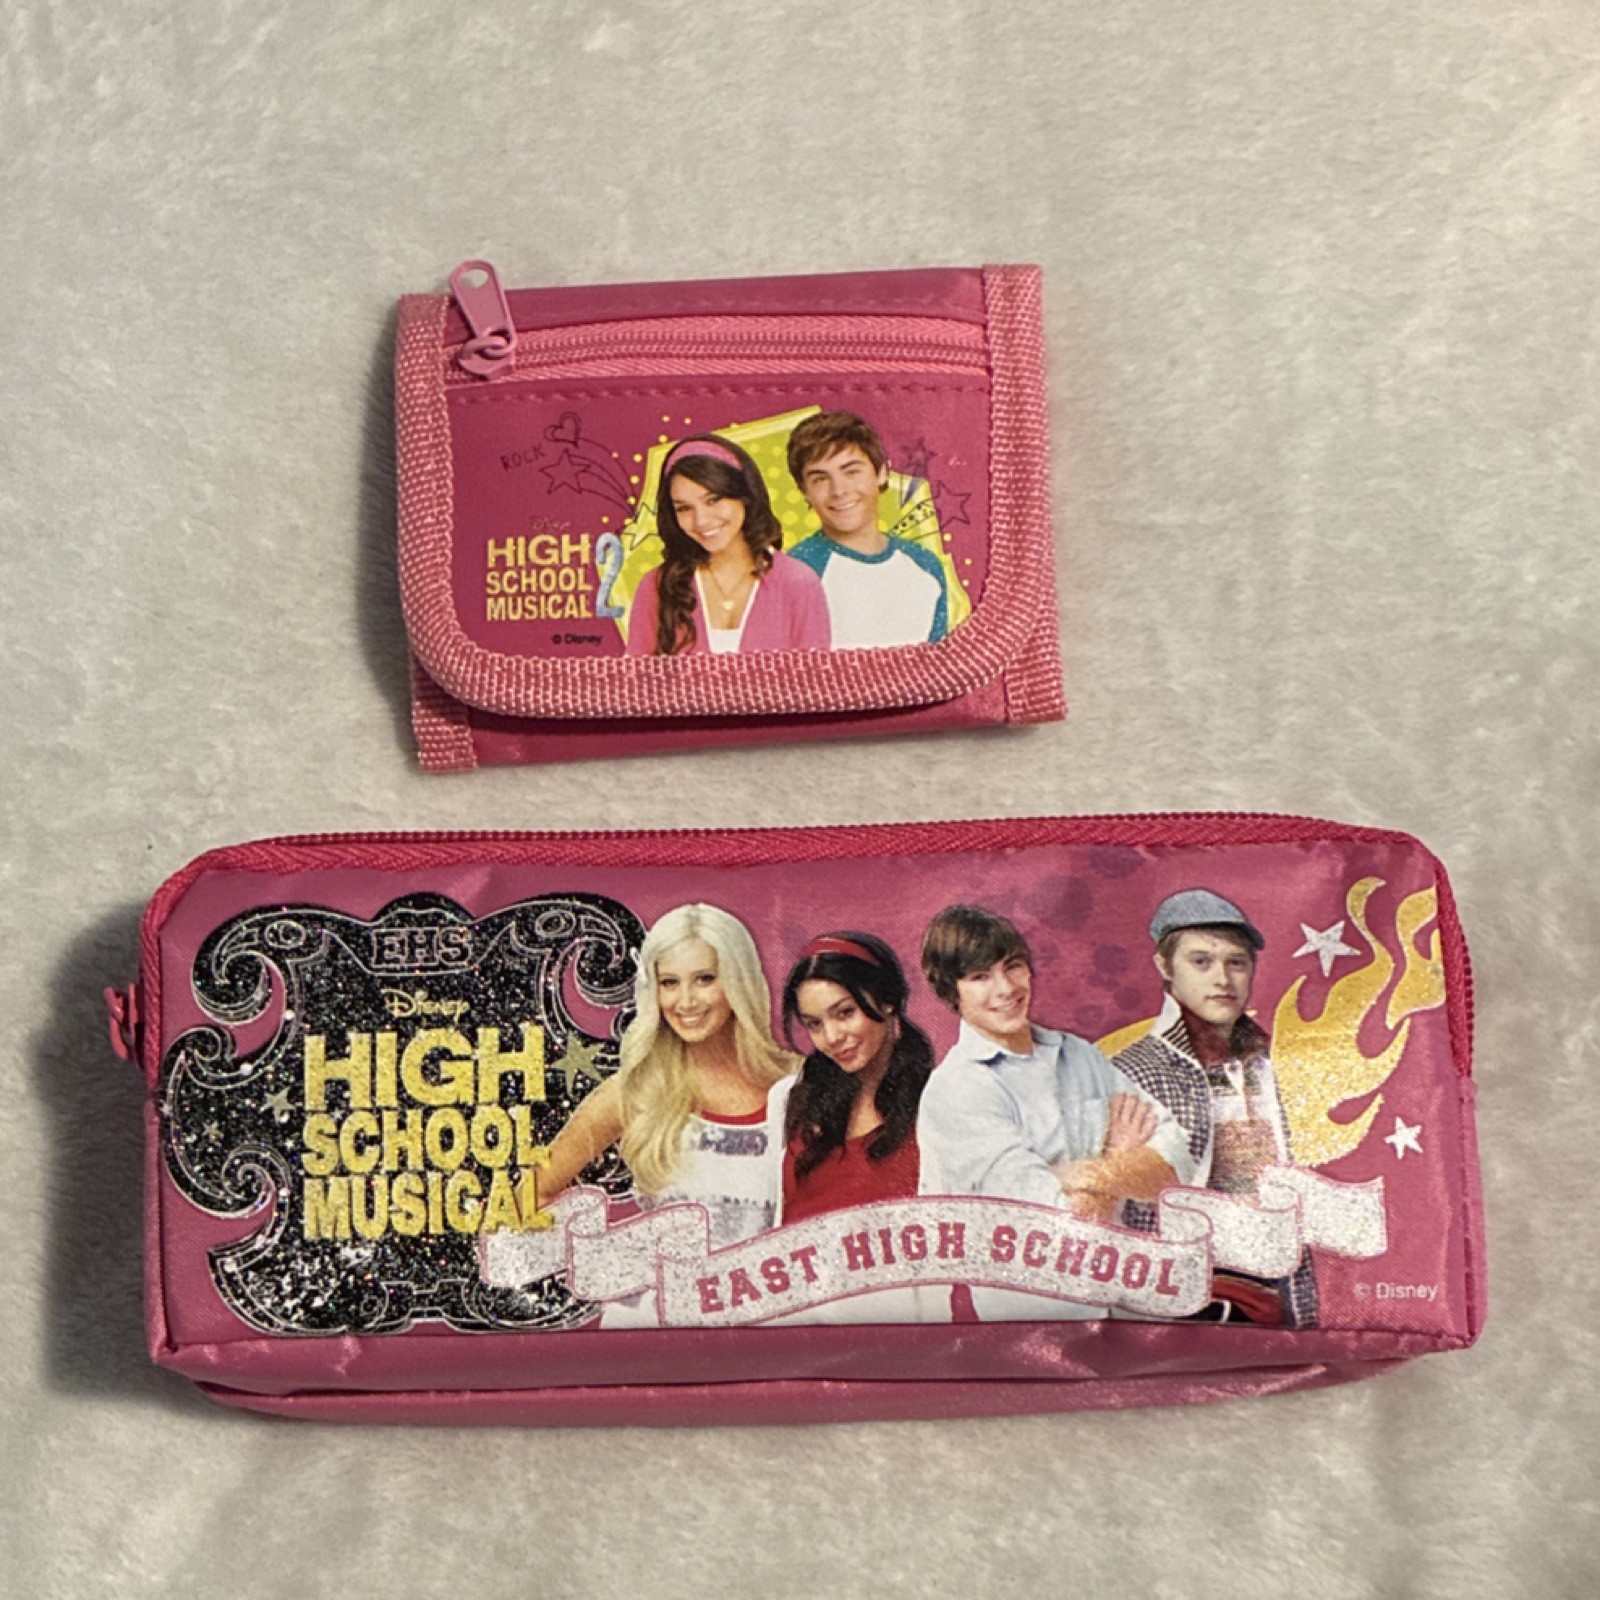 ROCK
Disney
HIGH
SCHOOL
MUSICAL 2
© Disney
EHS
Disney
HIGH
SCHOOL
MUSICAL
EAST HIGH SCHOOL
© Disney